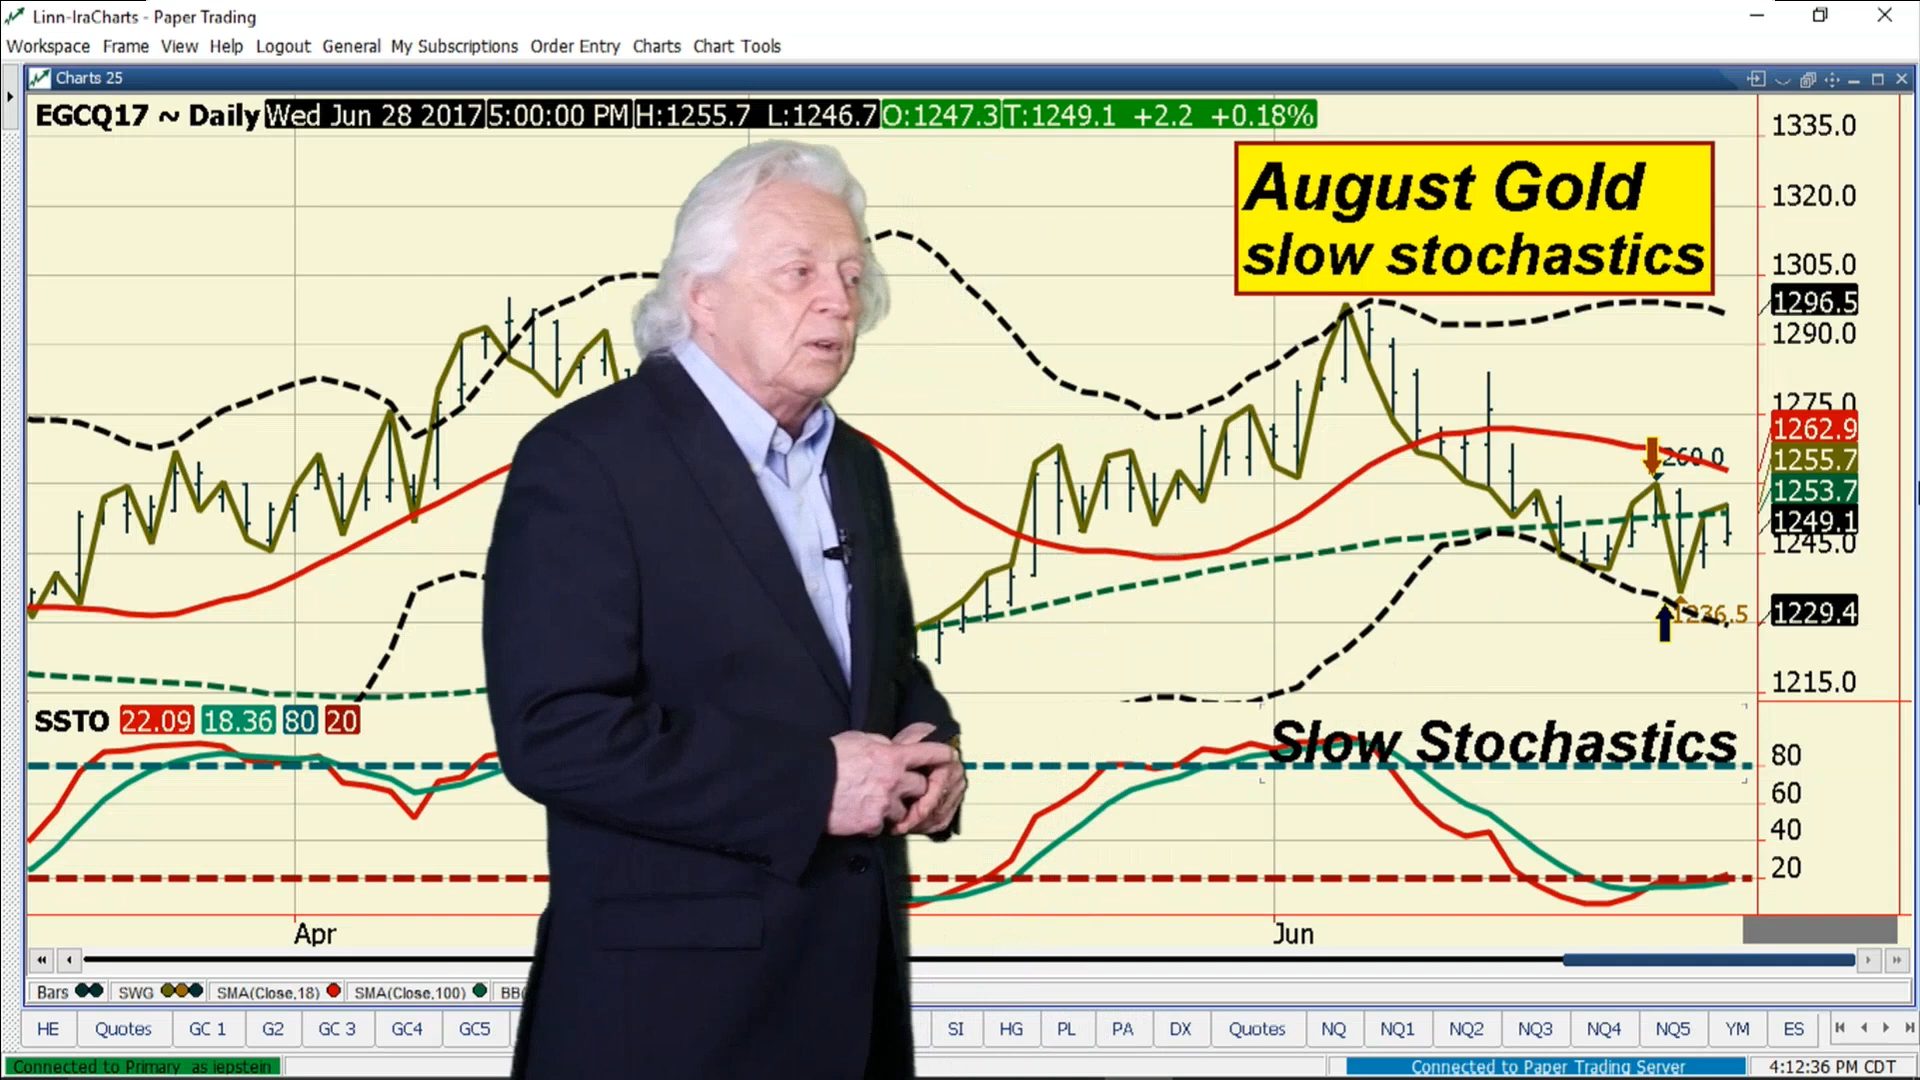 Linn-IraCharts - Paper Trading
Workspace Frame View Help Logout General My Subscriptions Order Entry Charts Chart Tools
Charts 25
EGCQ17 ~ Daily Wed Jun 28 2017 5:00:00 PM H:1255.7 L:1246.7 O:1247.3 T:1249.1 +2.2 +0.18%
1335.0
August Gold
slow stochastics
1320.0
1305.0
1296.5
1290.0
1275.0
1262.9
1255.7
1253.7
1249.1
1245.0
260.0
1236.5
1229.4
1215.0
SSTO 22.09 18.36 80 20
Slow Stochastics
80
60
40
20
Apr
Jun
Bars SWG SMA(Close,18) SMA(Close,100) BB(
HE Quotes GC 1 G2 GC 3 GC4 GC5 SI HG PL PA DX Quotes NQ NQ1 NQ2 NQ3 NQ4 NQ5 YM ES
Connected to Primary as iepstein
Connected to Paper Trading Server
4:12:36 PM CDT